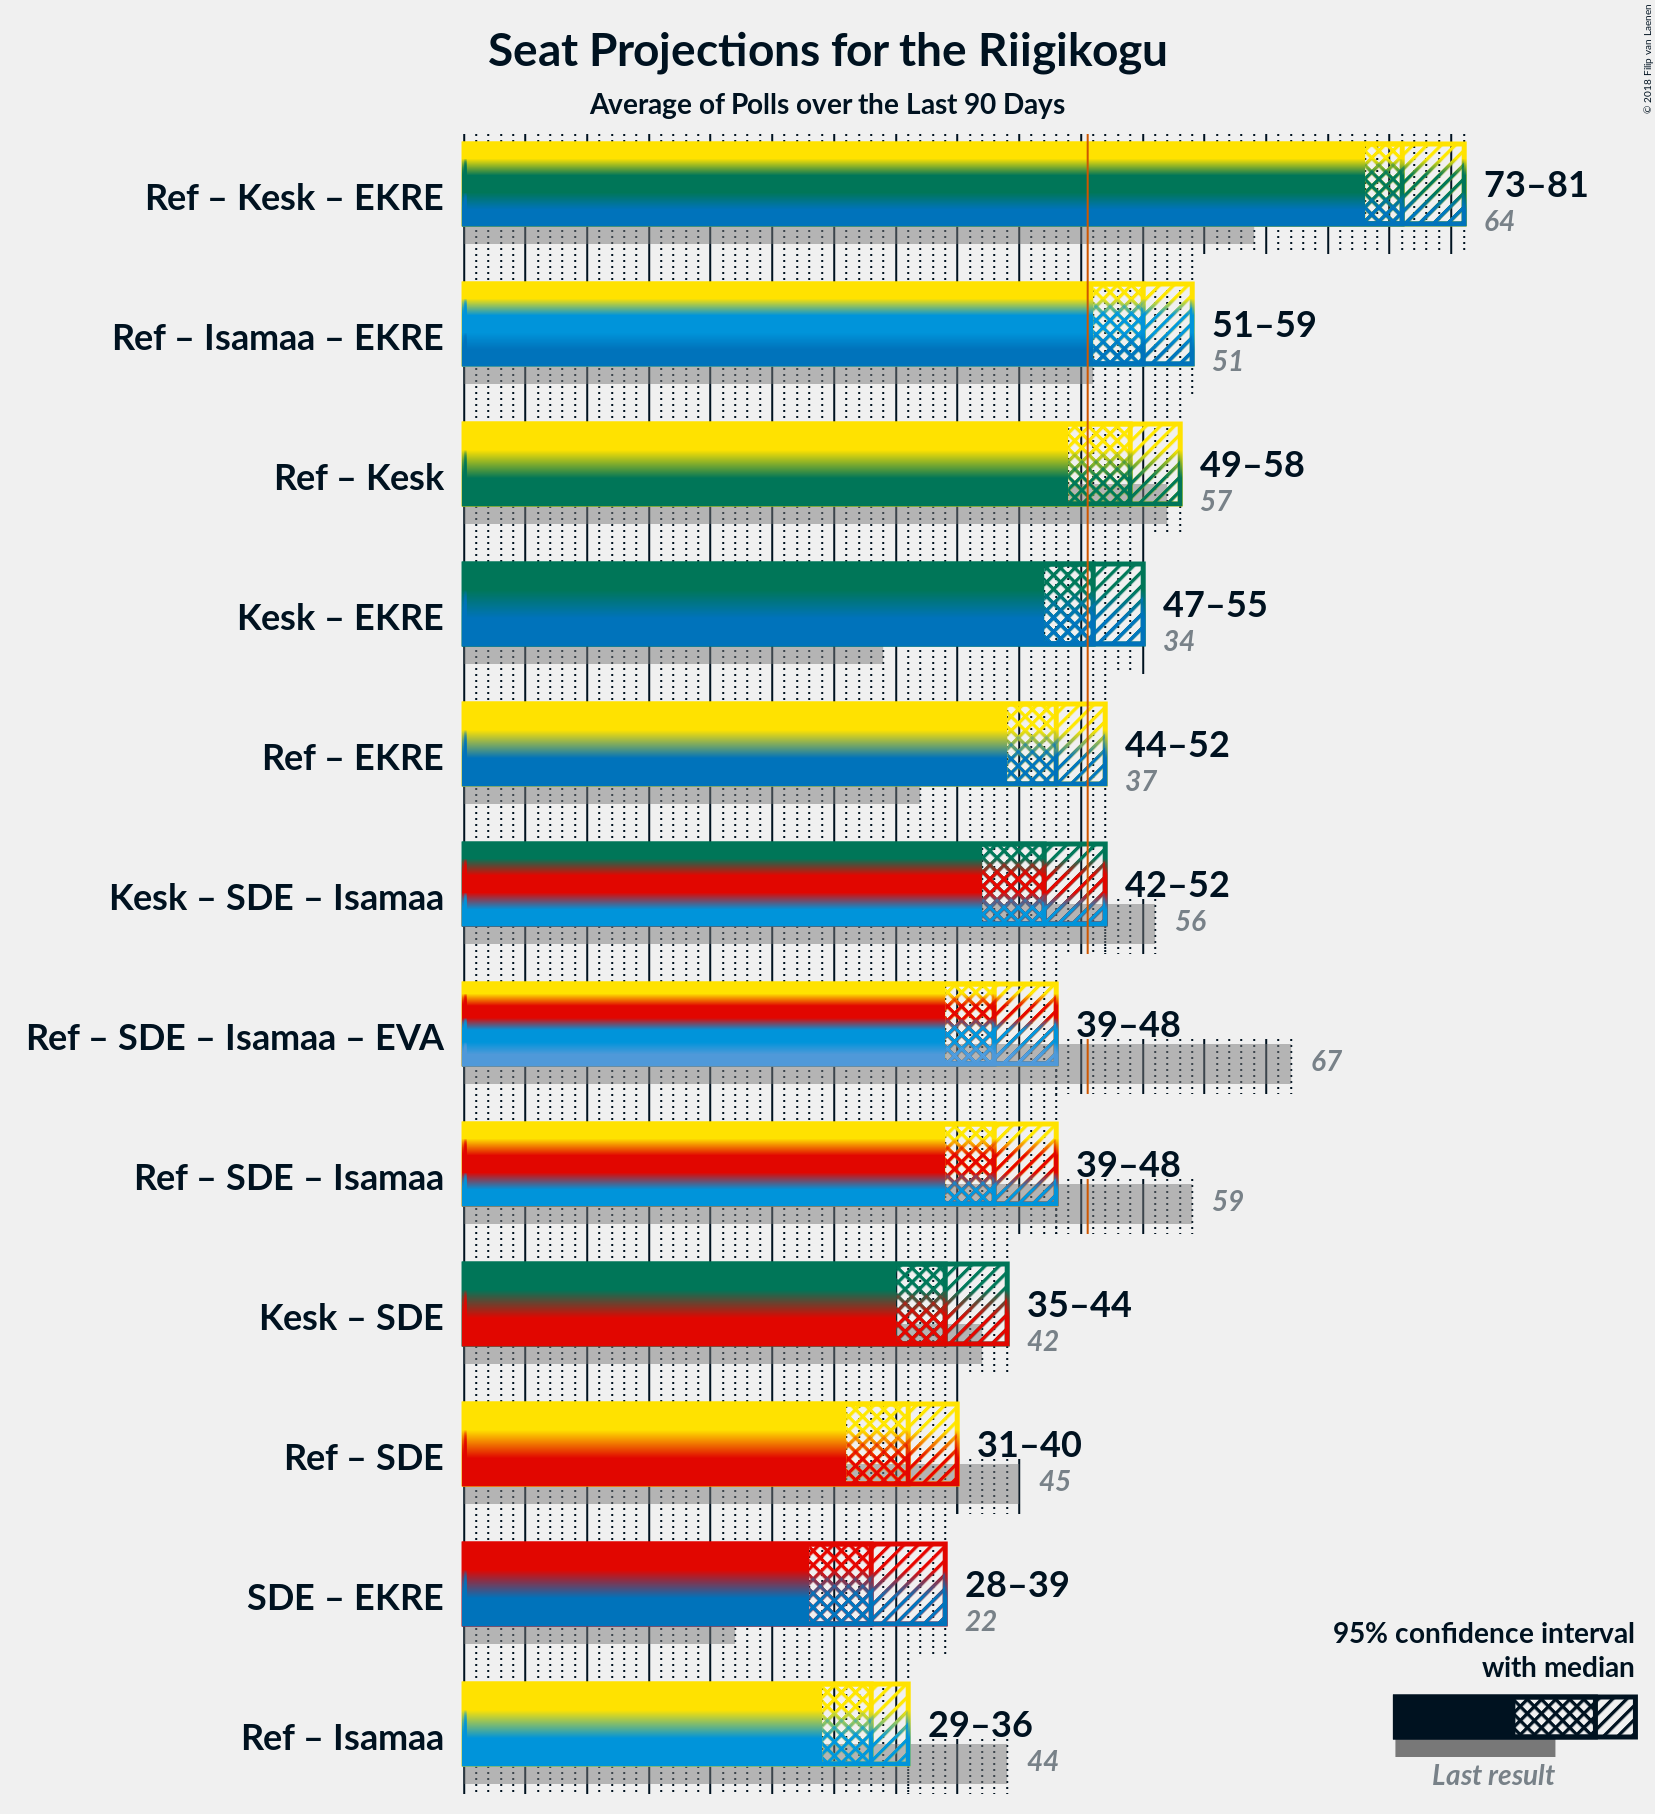 Seat Projections for the Riigikogu
Average of Polls over the Last 90 Days
© 2018 Filip van Laenen
Ref – Kesk – EKRE
73–81
64
Ref – Isamaa – EKRE
51–59
51
Ref – Kesk
49–58
57
Kesk – EKRE
47–55
34
Ref – EKRE
44–52
37
Kesk – SDE – Isamaa
42–52
56
Ref – SDE – Isamaa – EVA
39–48
67
Ref – SDE – Isamaa
39–48
59
Kesk – SDE
35–44
42
Ref – SDE
31–40
45
SDE – EKRE
28–39
22
Ref – Isamaa
29–36
44
95% confidence interval
with median
Last result